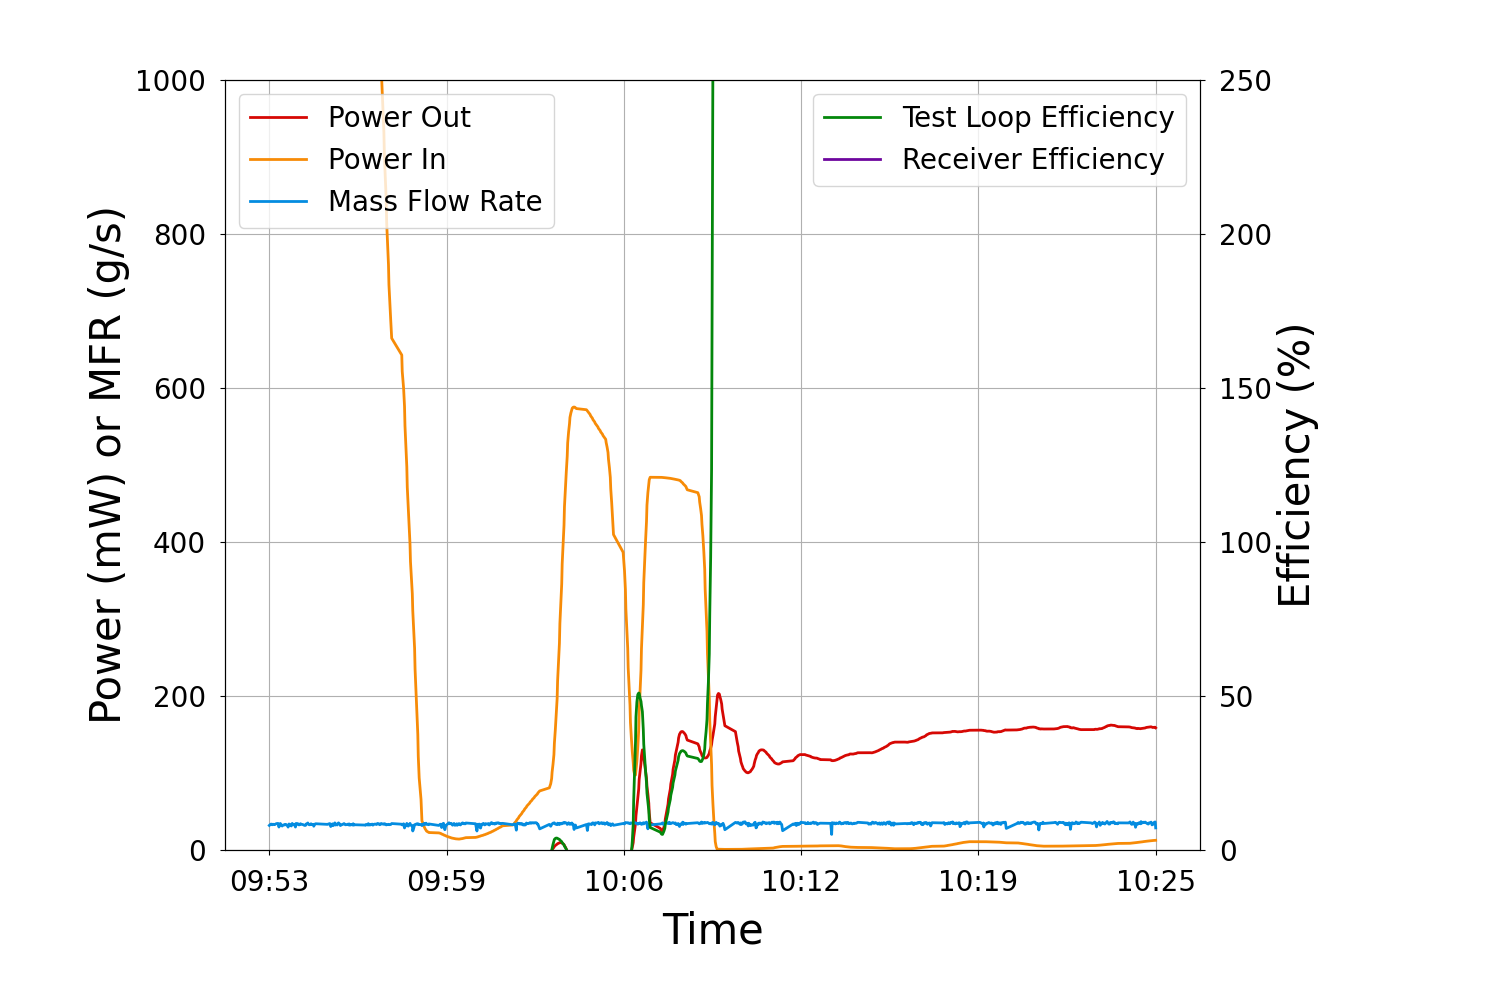 1000
800
600
400
200
0
Power (mW) or MFR (g/s)
Power Out
Power In
Mass Flow Rate
Test Loop Efficiency
Receiver Efficiency
250
200
150
100
50
0
Efficiency (%)
09:53 09:59 10:06 10:12 10:19 10:25
Time